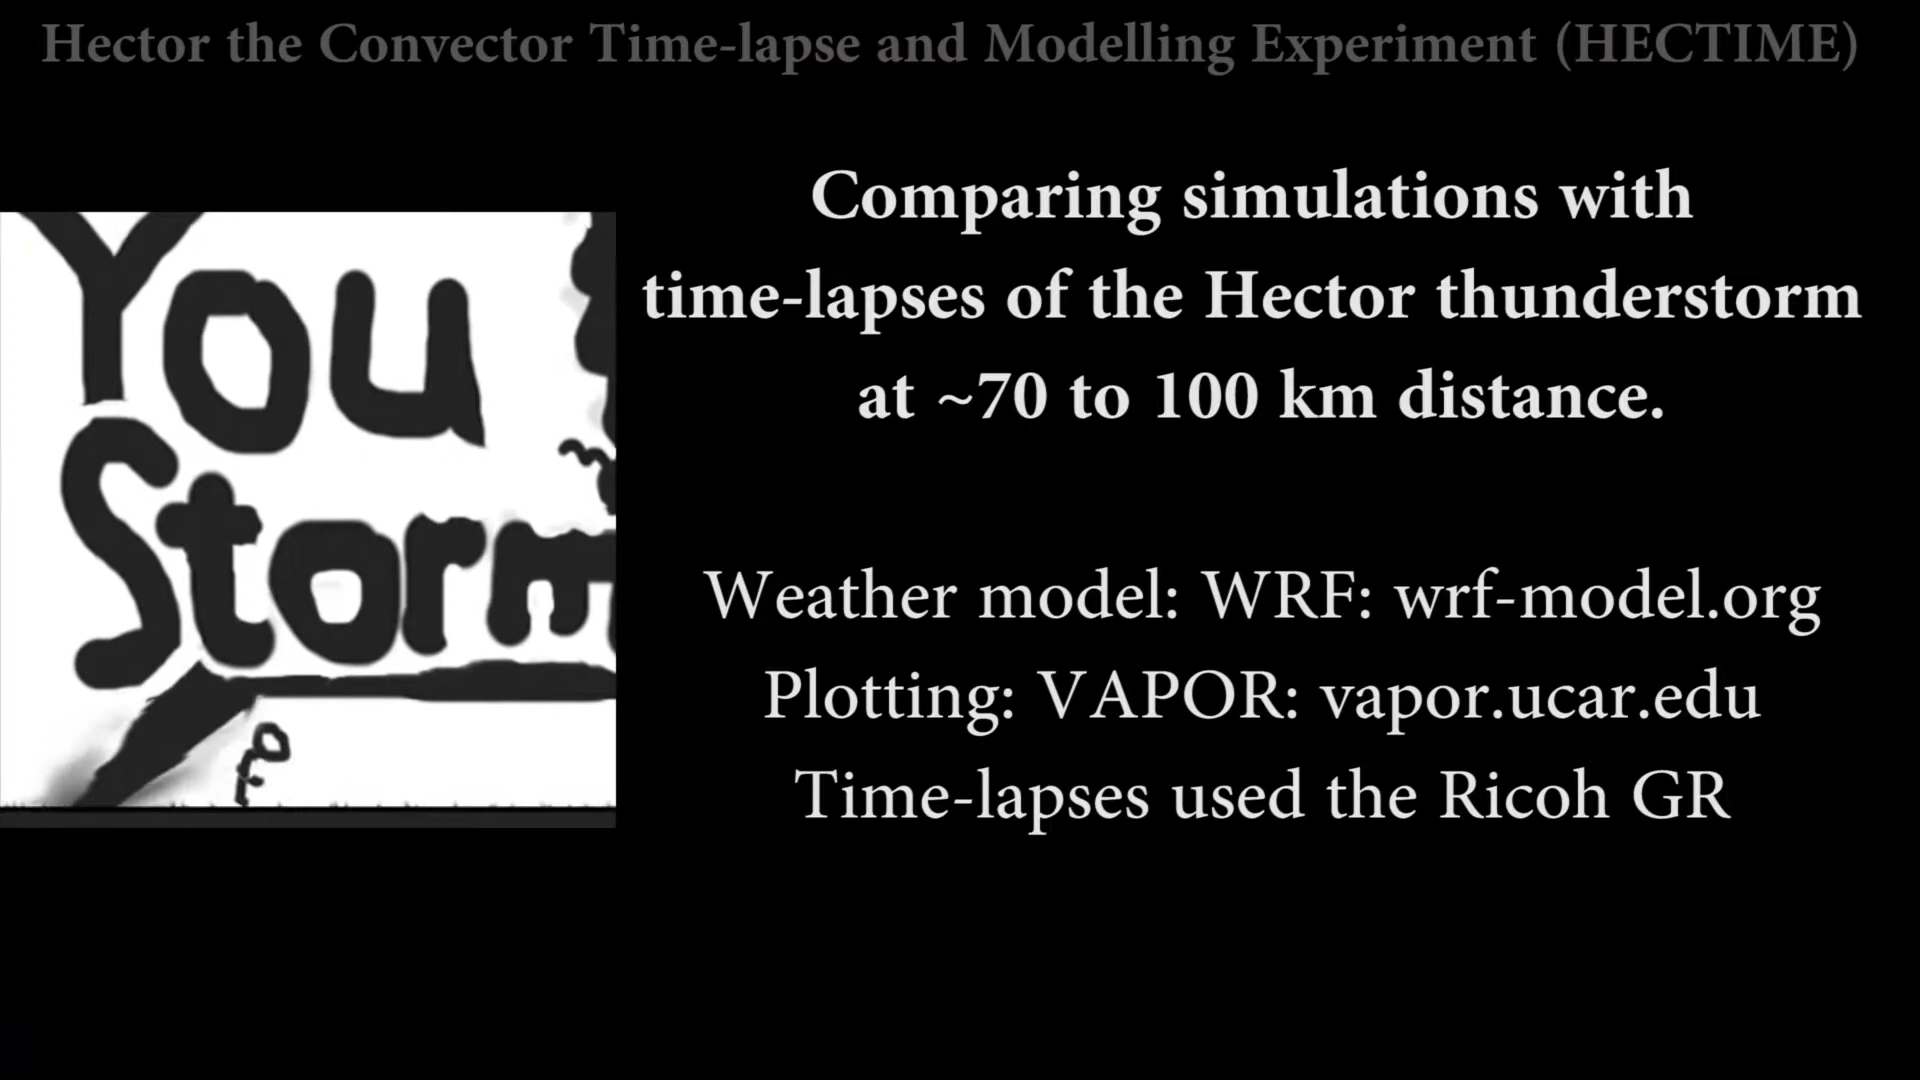 Hector the Convector Time-lapse and Modelling Experiment (HECTIME)
You
Storm
Comparing simulations with
time-lapses of the Hector thunderstorm
at ~70 to 100 km distance.
Weather model: WRF: wrf-model.org
Plotting: VAPOR: vapor.ucar.edu
Time-lapses used the Ricoh GR